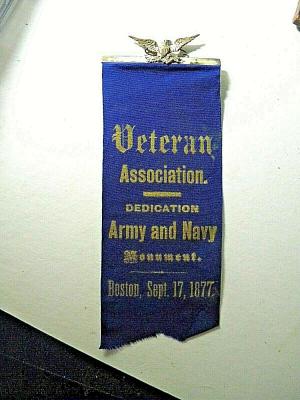 Veteran
Association.
DEDICATION
Army and Navy
Monument.
Boston, Sept. 17, 1877.